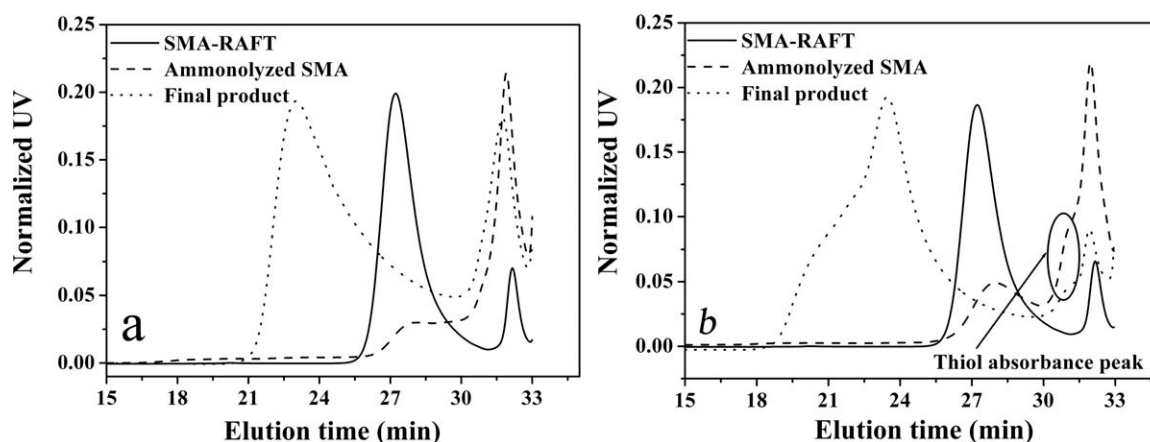 0.25
0.20
0.15
0.10
0.05
0.00
Normalized UV
SMA-RAFT
Ammonolyzed SMA
Final product
a
15 18 21 24 27 30 33
Elution time (min)
0.25
0.20
0.15
0.10
0.05
0.00
Normalized UV
SMA-RAFT
Ammonolyzed SMA
Final product
b
Thiol absorbance peak
15 18 21 24 27 30 33
Elution time (min)